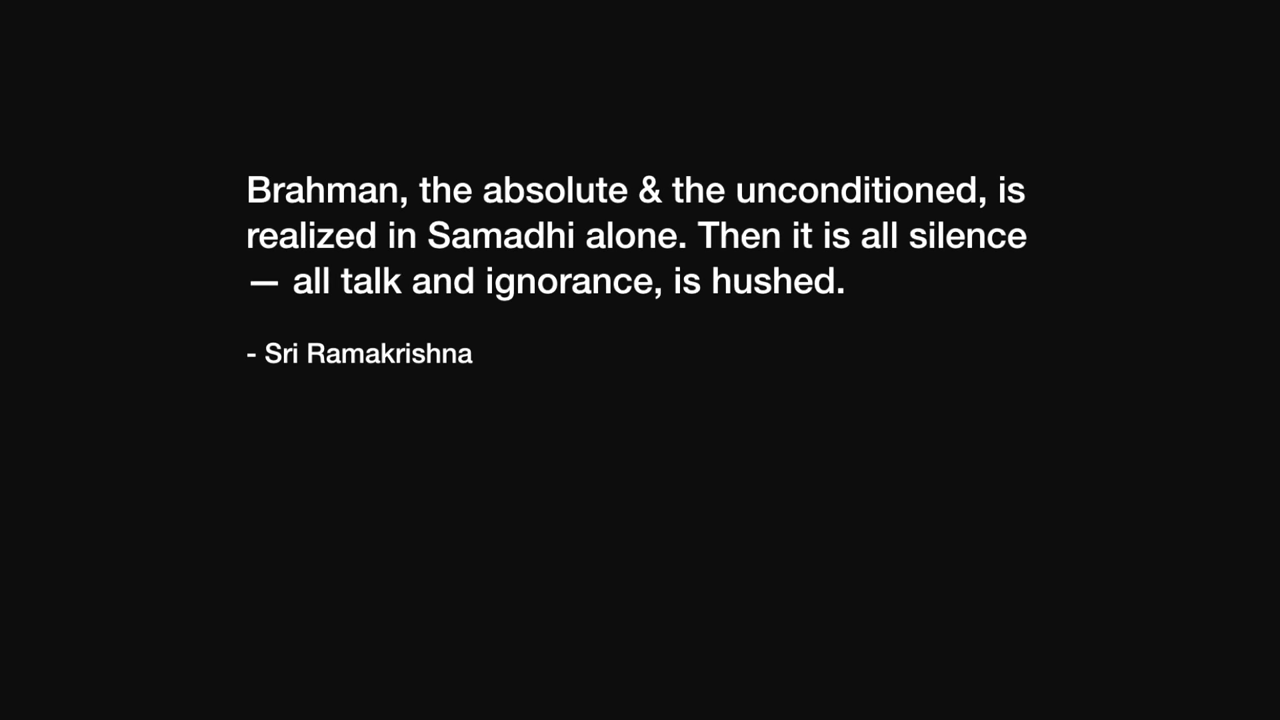 Brahman, the absolute & the unconditioned, is
realized in Samadhi alone. Then it is all silence
— all talk and ignorance, is hushed.
- Sri Ramakrishna